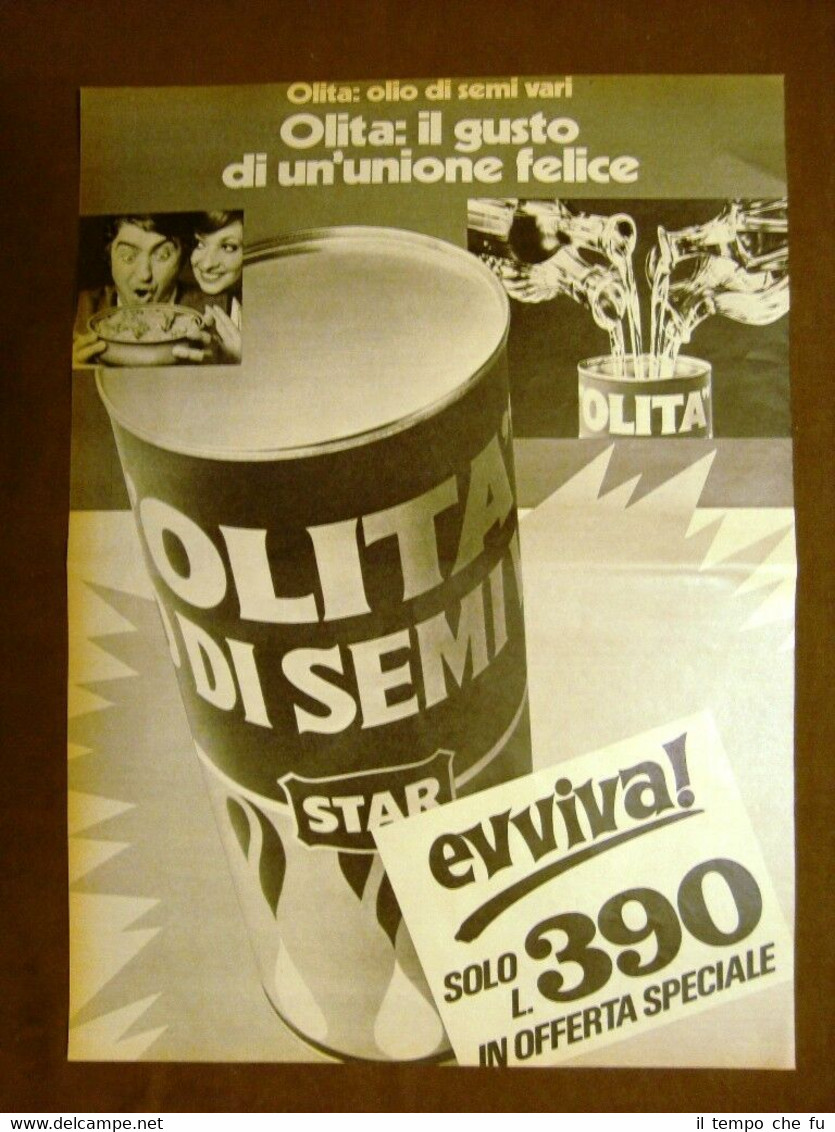 Olita: olio di semi vari
Olita: il gusto
di un'unione felice
OLITA"
"OLITA"
DI SEMI
STAR
evviva!
SOLO
L. 390
IN OFFERTA SPECIALE
www.delcampe.net
il tempo che fu